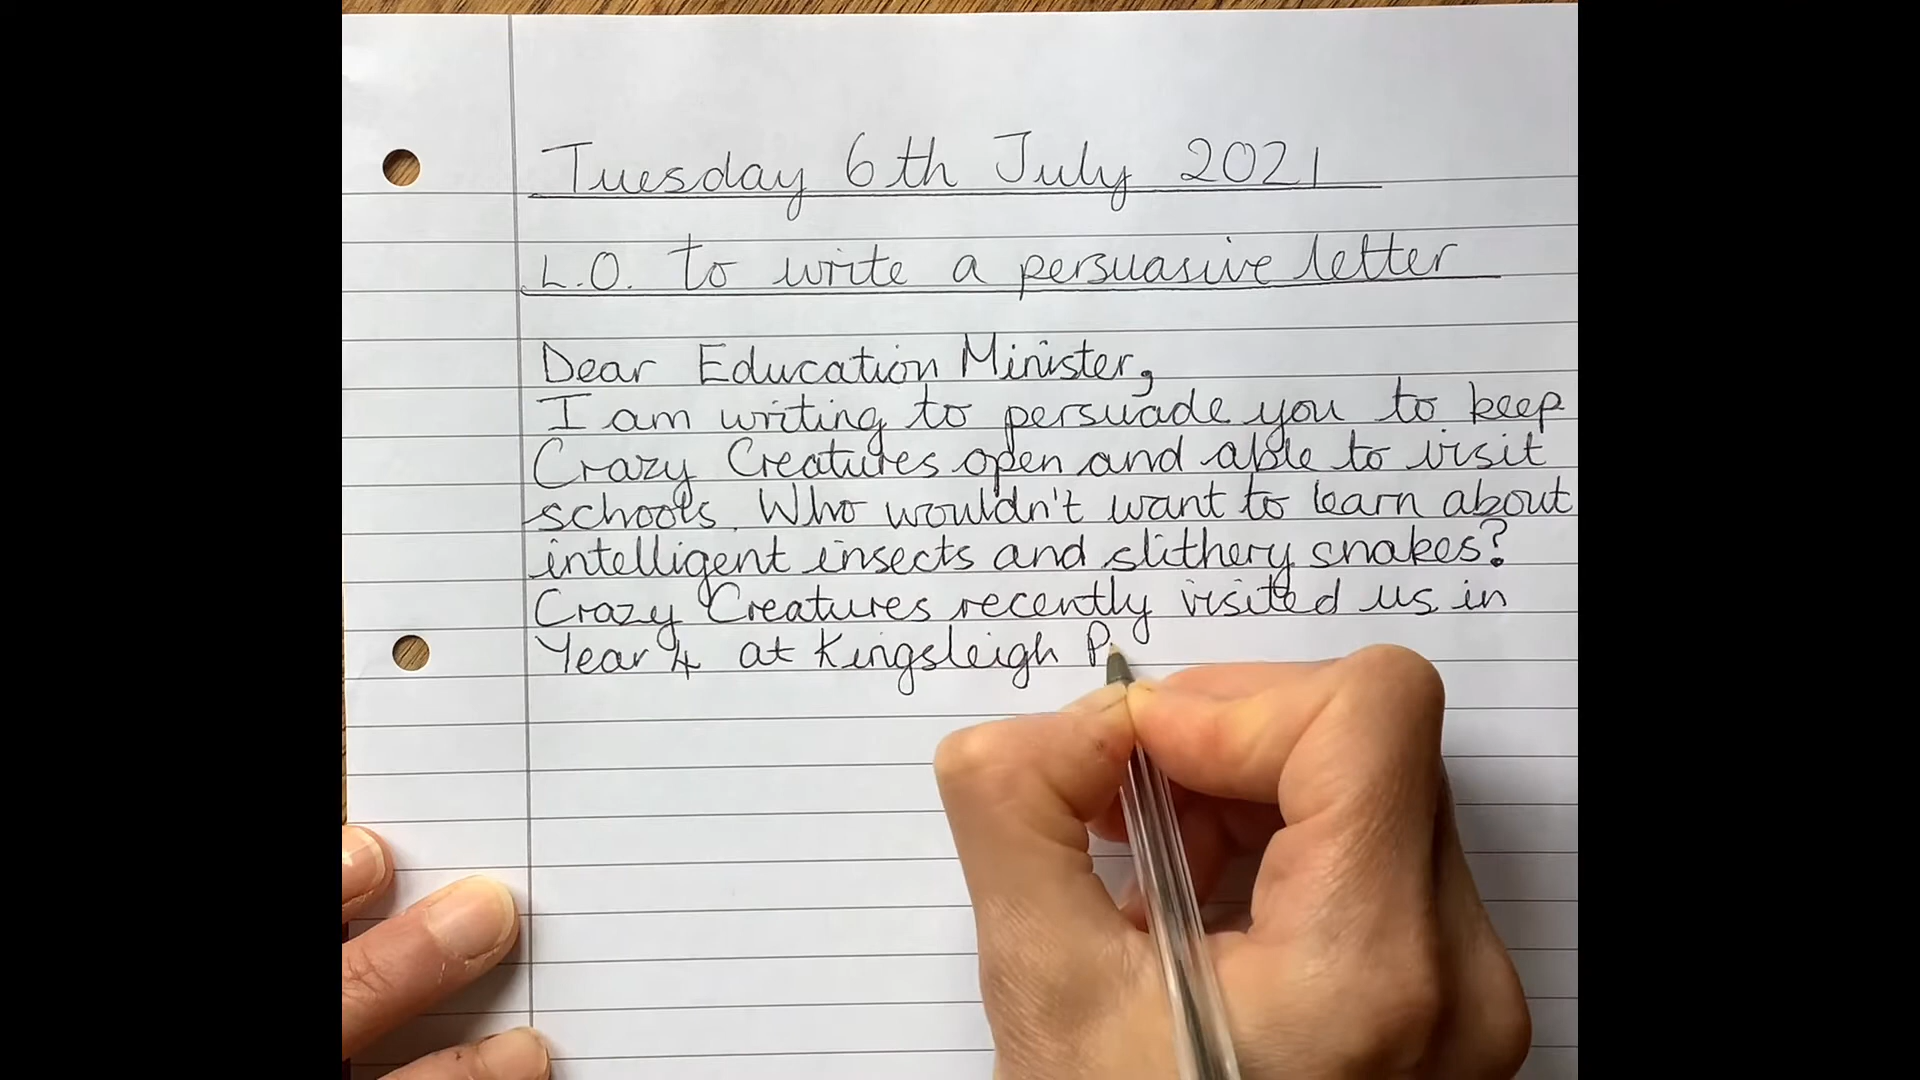 Tuesday 6th July 2021
L.O. to write a persuasive letter
Dear Education Minister,
I am writing to persuade you to keep
Crazy Creatures open and able to visit
schools. Who wouldn't want to learn about
intelligent insects and slithery snakes?
Crazy Creatures recently visited us in
Year 4 at Kingsleigh P